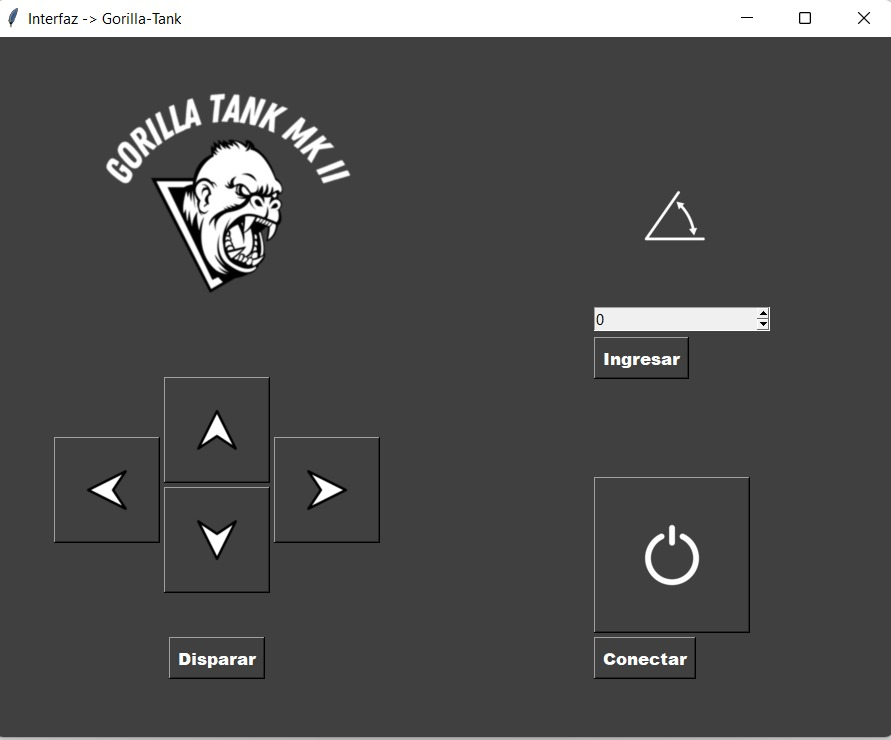 Interfaz -> Gorilla-Tank
GORILLA TANK MK II
0
Ingresar
Disparar
Conectar